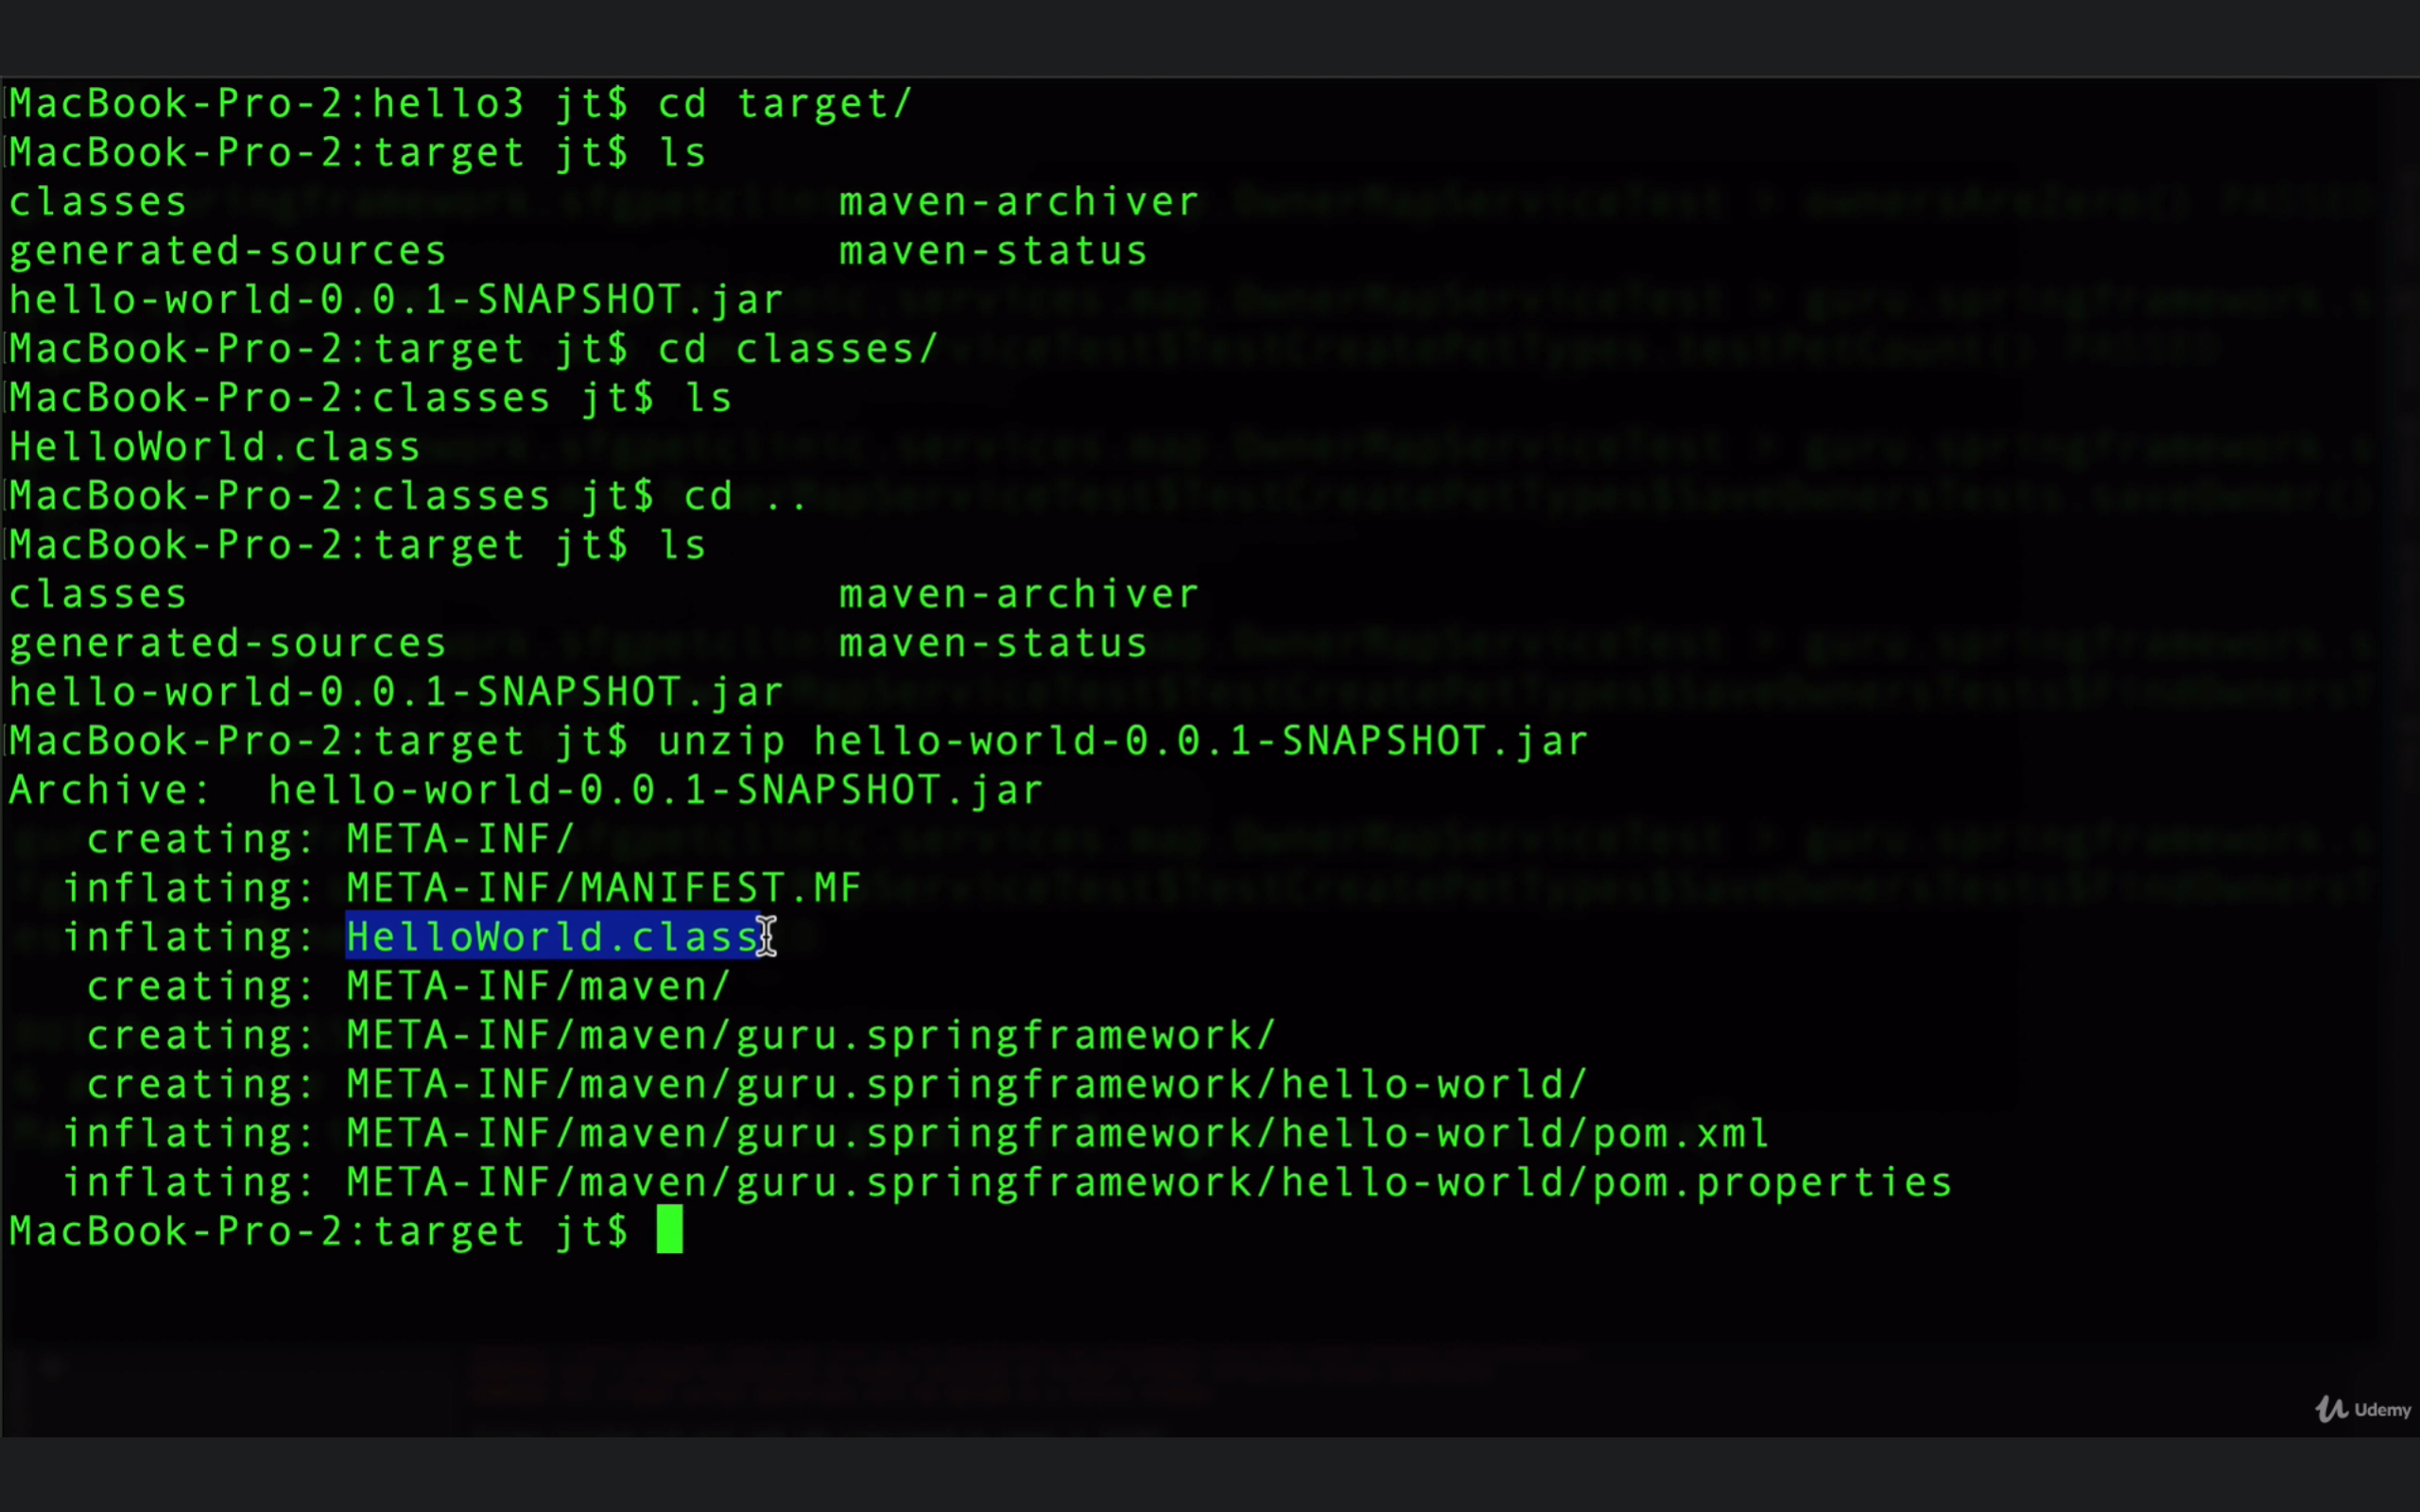 MacBook-Pro-2:hello3 jt$ cd target/
MacBook-Pro-2:target jt$ ls
classes maven-archiver
generated-sources maven-status
hello-world-0.0.1-SNAPSHOT.jar
MacBook-Pro-2:target jt$ cd classes/
MacBook-Pro-2:classes jt$ ls
HelloWorld.class
MacBook-Pro-2:classes jt$ cd ..
MacBook-Pro-2:target jt$ ls
classes maven-archiver
generated-sources maven-status
hello-world-0.0.1-SNAPSHOT.jar
MacBook-Pro-2:target jt$ unzip hello-world-0.0.1-SNAPSHOT.jar
Archive:  hello-world-0.0.1-SNAPSHOT.jar
creating: META-INF/
inflating: META-INF/MANIFEST.MF
inflating: HelloWorld.class
creating: META-INF/maven/
creating: META-INF/maven/guru.springframework/
creating: META-INF/maven/guru.springframework/hello-world/
inflating: META-INF/maven/guru.springframework/hello-world/pom.xml
inflating: META-INF/maven/guru.springframework/hello-world/pom.properties
MacBook-Pro-2:target jt$
Udemy